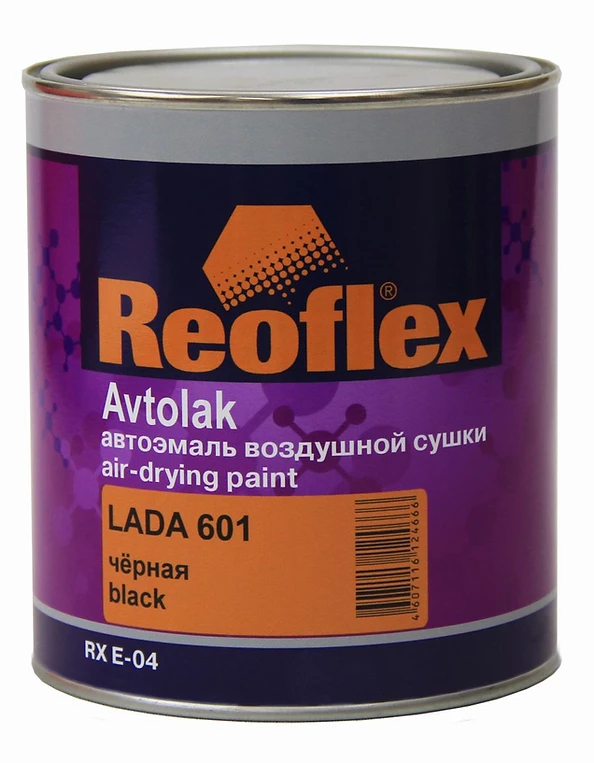 Reoflex®
Avtolak
автоэмаль воздушной сушки
air-drying paint
LADA 601
чёрная
black
4607116124666
RX E-04